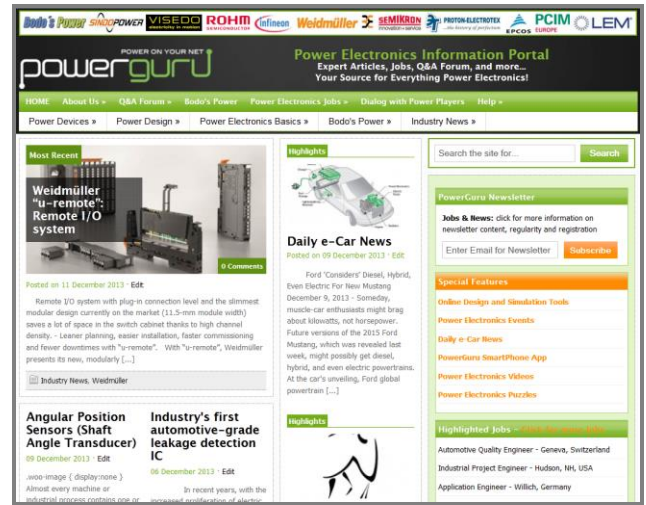 Bodo's Power SINDOPOWER VISEDO ROHM SEMICONDUCTOR infineon Weidmüller SEMIKRON innovation+service PROTON-ELECTROTEX EPCOS PCIM EUROPE LEM
POWER ON YOUR NET
powerguru
Power Electronics Information Portal
Expert Articles, Jobs, Q&A Forum, and more...
Your Source for Everything Power Electronics!
HOME About Us » Q&A Forum » Bodo's Power Power Electronics Jobs » Dialog with Power Players Help »
Power Devices » Power Design » Power Electronics Basics » Bodo's Power » Industry News »
Most Recent
Weidmüller
“u-remote”:
Remote I/O
system
0 Comments
Posted on 11 December 2013 · Edit
Remote I/O system with plug-in connection level and the slimmest
modular design currently on the market (11.5-mm module width)
saves a lot of space in the switch cabinet thanks to high channel
density. - Leaner planning, easier installation, faster commissioning
and fewer downtimes with “u-remote”. With “u-remote”, Weidmüller
presents its new, modularly [...]
Industry News, Weidmüller
Angular Position
Sensors (Shaft
Angle Transducer)
09 December 2013 · Edit
.woo-image { display:none }
Almost every machine or
industrial process contains one or
Industry's first
automotive-grade
leakage detection
IC
06 December 2013 · Edit
In recent years, with the
increased proliferation of electric
Highlights
Daily e-Car News
Posted on 09 December 2013 · Edit
Ford 'Considers' Diesel, Hybrid,
Even Electric For New Mustang
December 9, 2013 - Someday,
muscle-car enthusiasts might brag
about kilowatts, not horsepower.
Future versions of the 2015 Ford
Mustang, which was revealed last
week, might possibly get diesel,
hybrid, and even electric powertrains.
At the car's unveiling, Ford global
powertrain [...]
Highlights
Search the site for... Search
PowerGuru Newsletter
Jobs & News: click for more information on
newsletter content, regularity and registration
Enter Email for Newsletter Subscribe
Special Features
Online Design and Simulation Tools
Power Electronics Events
Daily e-Car News
PowerGuru SmartPhone App
Power Electronics Videos
Power Electronics Puzzles
Highlighted Jobs -
Automotive Quality Engineer - Geneva, Switzerland
Industrial Project Engineer - Hudson, NH, USA
Application Engineer - Willich, Germany